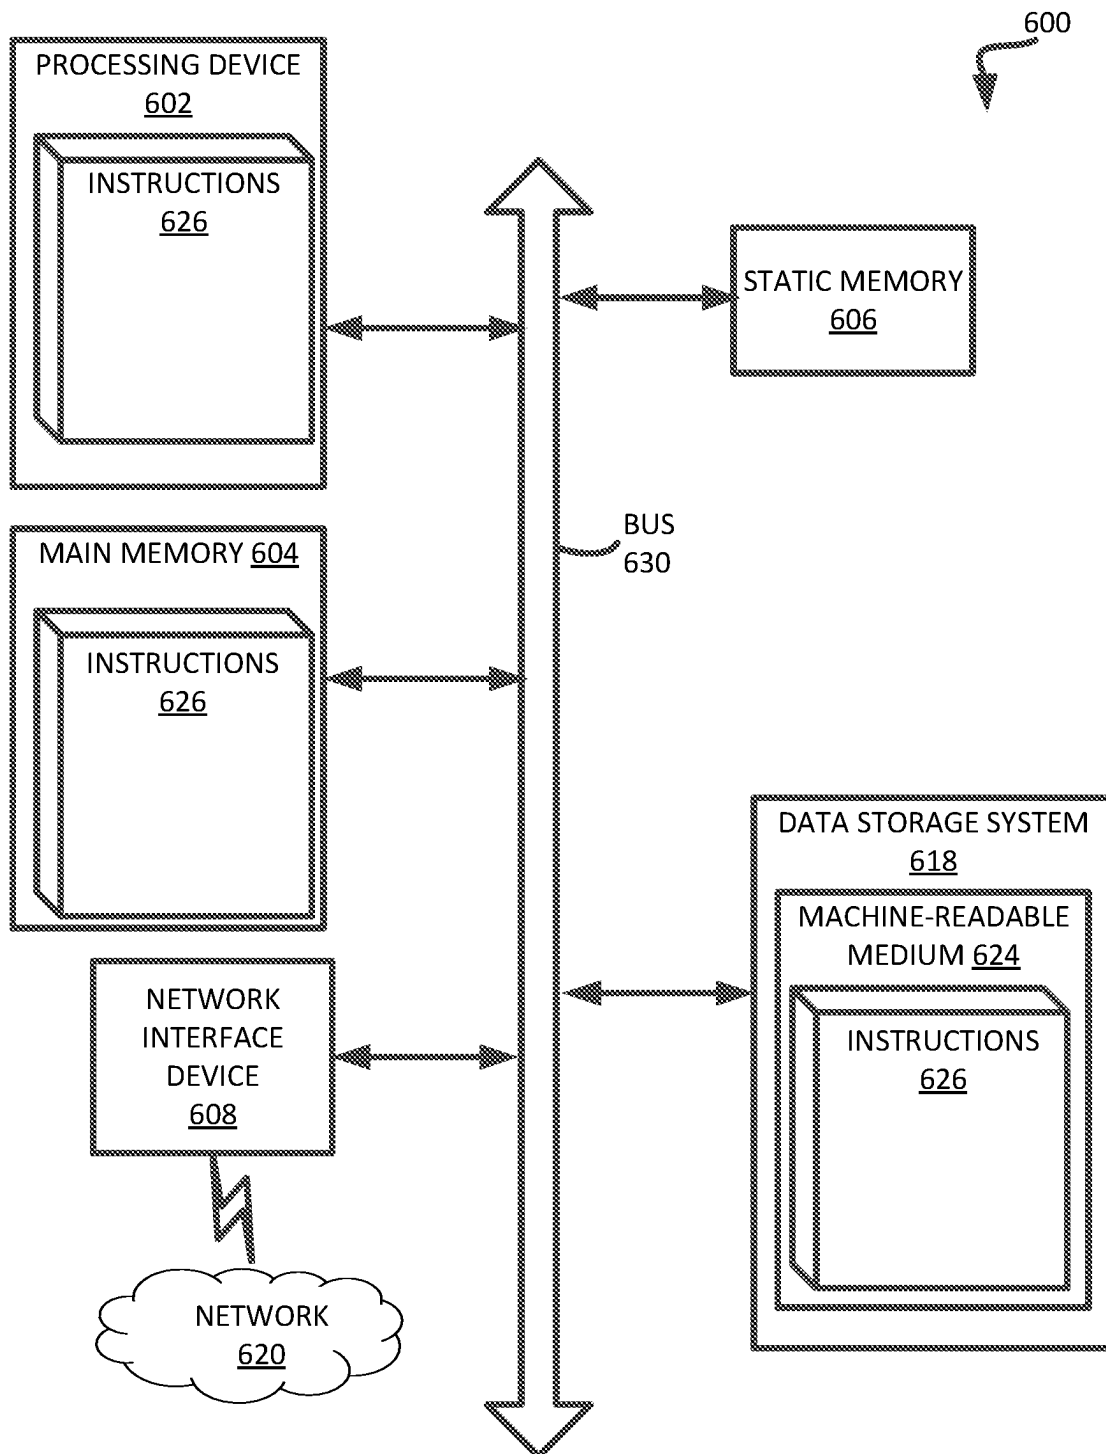 600
PROCESSING DEVICE
602
INSTRUCTIONS
626
STATIC MEMORY
606
BUS
630
MAIN MEMORY 604
INSTRUCTIONS
626
DATA STORAGE SYSTEM
618
MACHINE-READABLE
MEDIUM 624
INSTRUCTIONS
626
NETWORK
INTERFACE
DEVICE
608
NETWORK
620